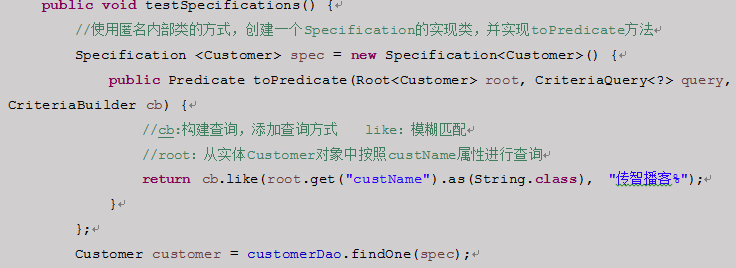 public void testSpecifications() {
//使用匿名内部类的方式，创建一个Specification的实现类，并实现toPredicate方法
Specification <Customer> spec = new Specification<Customer>() {
public Predicate toPredicate(Root<Customer> root, CriteriaQuery<?> query,
CriteriaBuilder cb) {
//cb:构建查询，添加查询方式 like：模糊匹配
//root：从实体Customer对象中按照custName属性进行查询
return cb.like(root.get("custName").as(String.class), "传智播客%");
}
};
Customer customer = customerDao.findOne(spec);